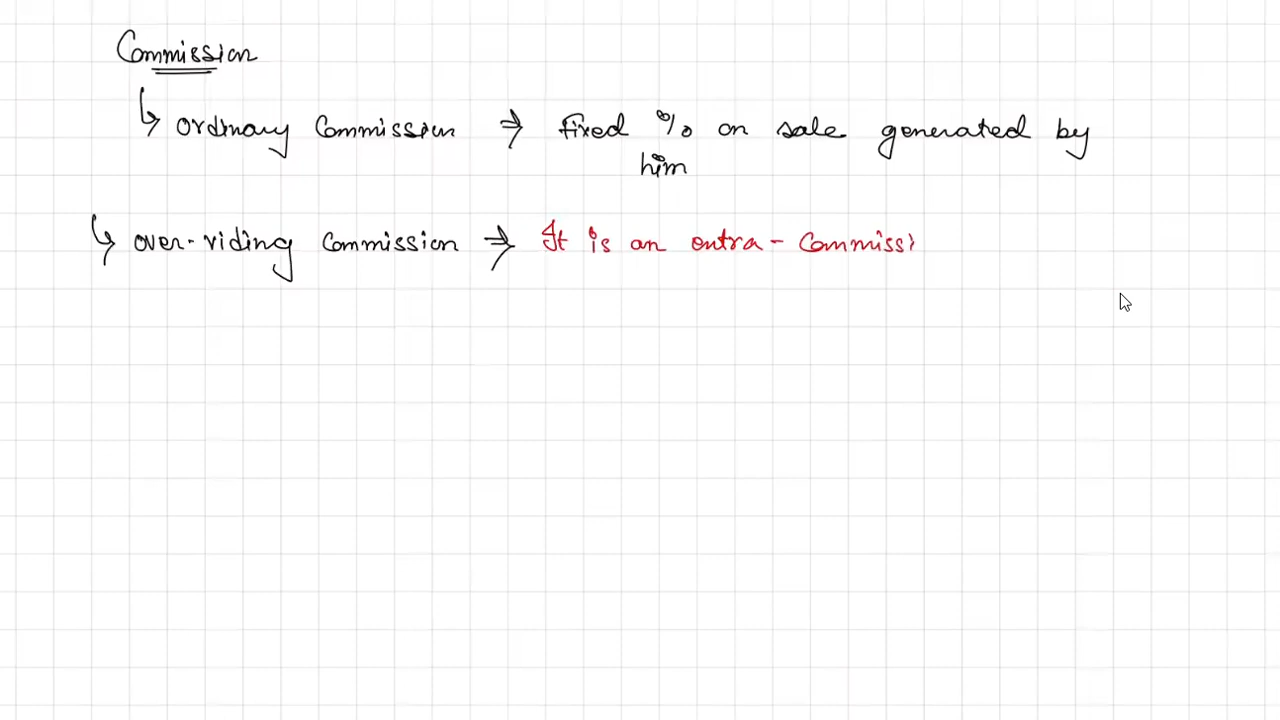 Commission
↳ ordinary Commission ⇒ fixed % on sale generated by
him
↳ over-riding Commission ⇒ It is an extra - Commissi